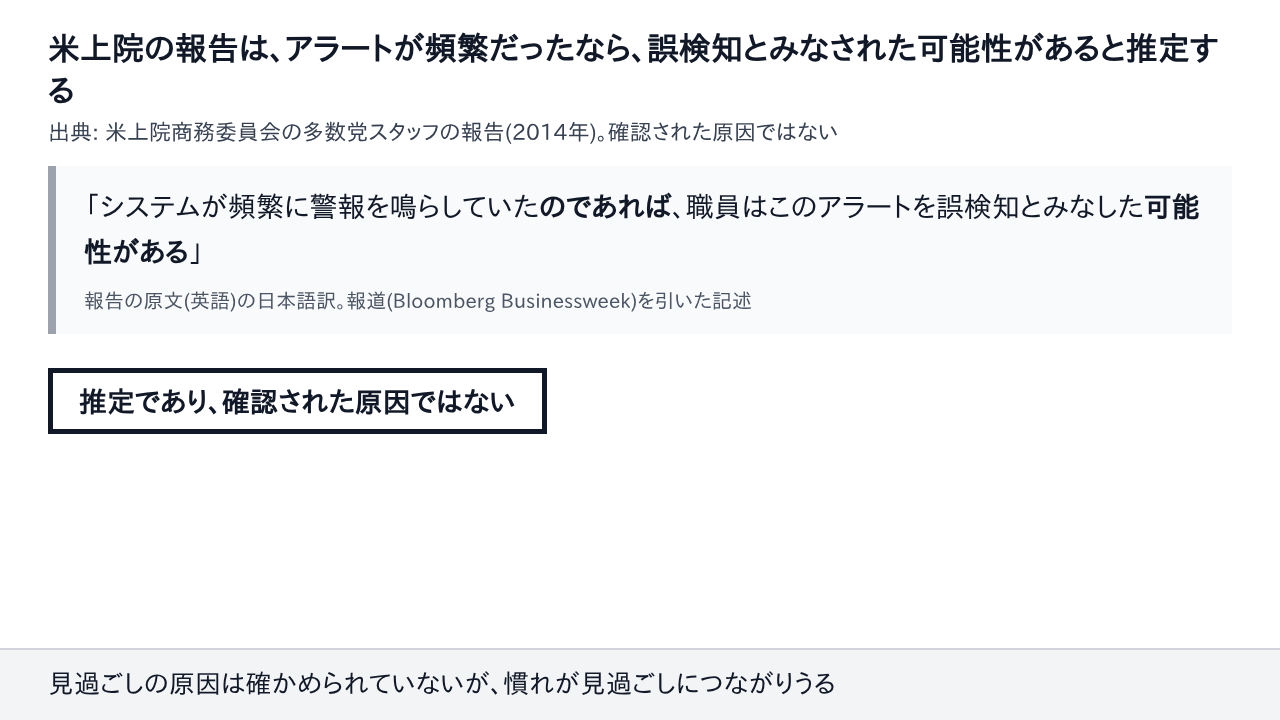 米上院の報告は、アラートが頻繁だったなら、誤検知とみなされた可能性があると推定す
る
出典: 米上院商務委員会の多数党スタッフの報告(2014年)。確認された原因ではない
「システムが頻繁に警報を鳴らしていたのであれば、職員はこのアラートを誤検知とみなした可能
性がある」
報告の原文(英語)の日本語訳。報道(Bloomberg Businessweek)を引いた記述
推定であり、確認された原因ではない
見過ごしの原因は確かめられていないが、慣れが見過ごしにつながりうる